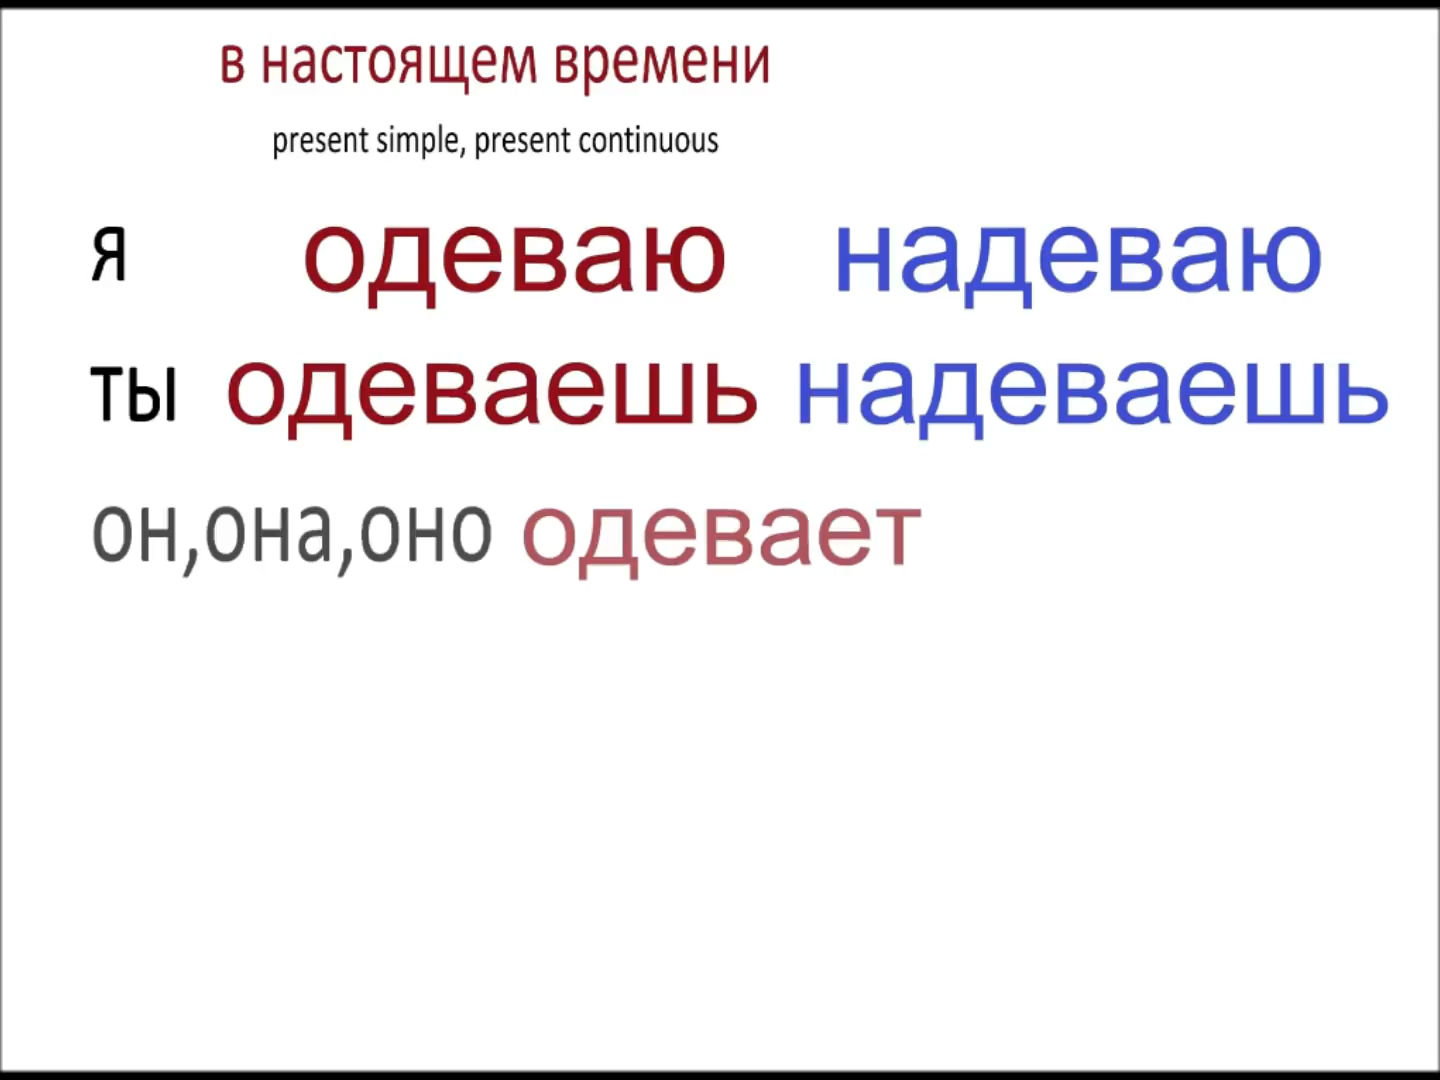 в настоящем времени
present simple, present continuous
я одеваю надеваю
ты одеваешь надеваешь
он,она,оно одевает